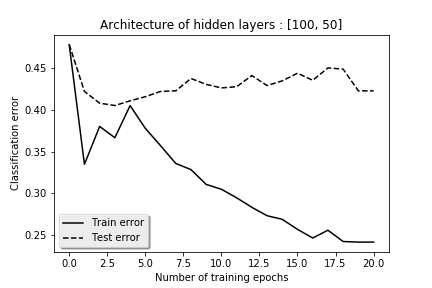 Architecture of hidden layers : [100, 50]
Classification error
0.45
0.40
0.35
0.30
0.25
Train error
Test error
0.0 2.5 5.0 7.5 10.0 12.5 15.0 17.5 20.0
Number of training epochs